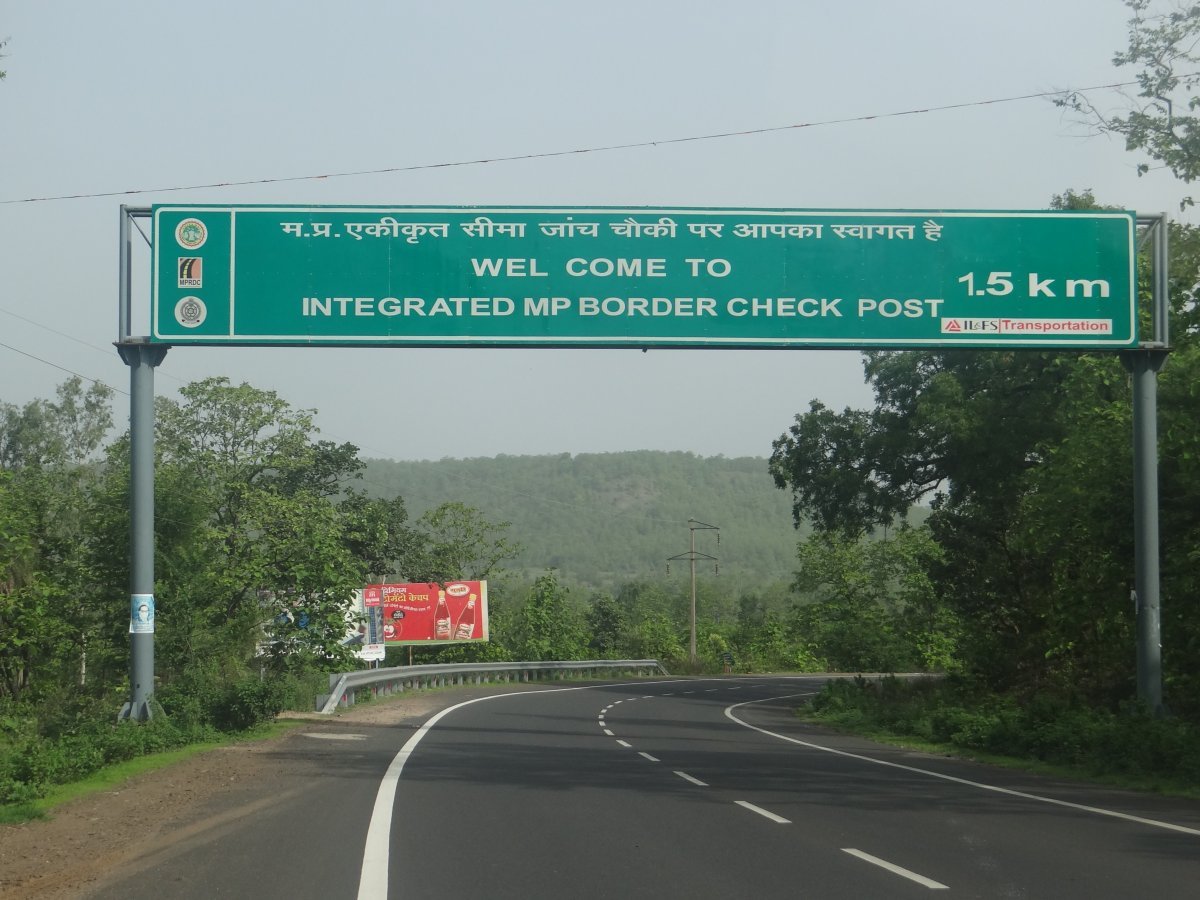 म.प्र. एकीकृत सीमा जांच चौकी पर आपका स्वागत है
WEL COME TO
INTEGRATED MP BORDER CHECK POST
1.5 km
MPRDC
IL&FS Transportation
टोमॅटो केचप